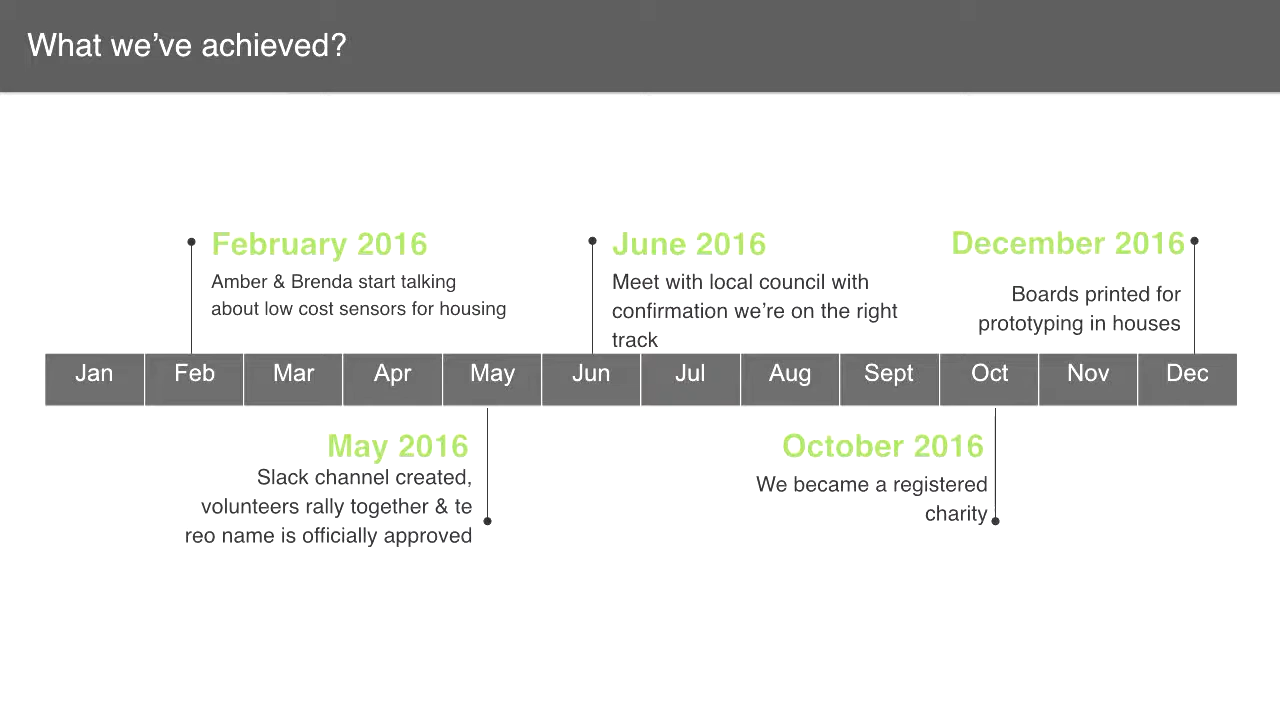 What we've achieved?
February 2016
Amber & Brenda start talking
about low cost sensors for housing
June 2016
Meet with local council with
confirmation we're on the right
track
December 2016
Boards printed for
prototyping in houses
Jan Feb Mar Apr May Jun Jul Aug Sept Oct Nov Dec
May 2016
Slack channel created,
volunteers rally together & te
reo name is officially approved
October 2016
We became a registered
charity